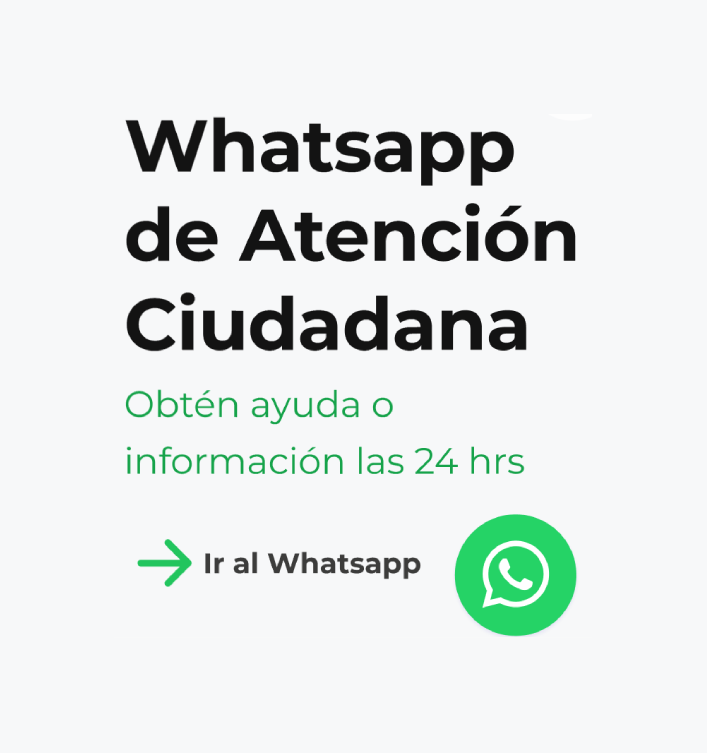 Whatsapp
de Atención
Ciudadana
Obtén ayuda o
información las 24 hrs
Ir al Whatsapp